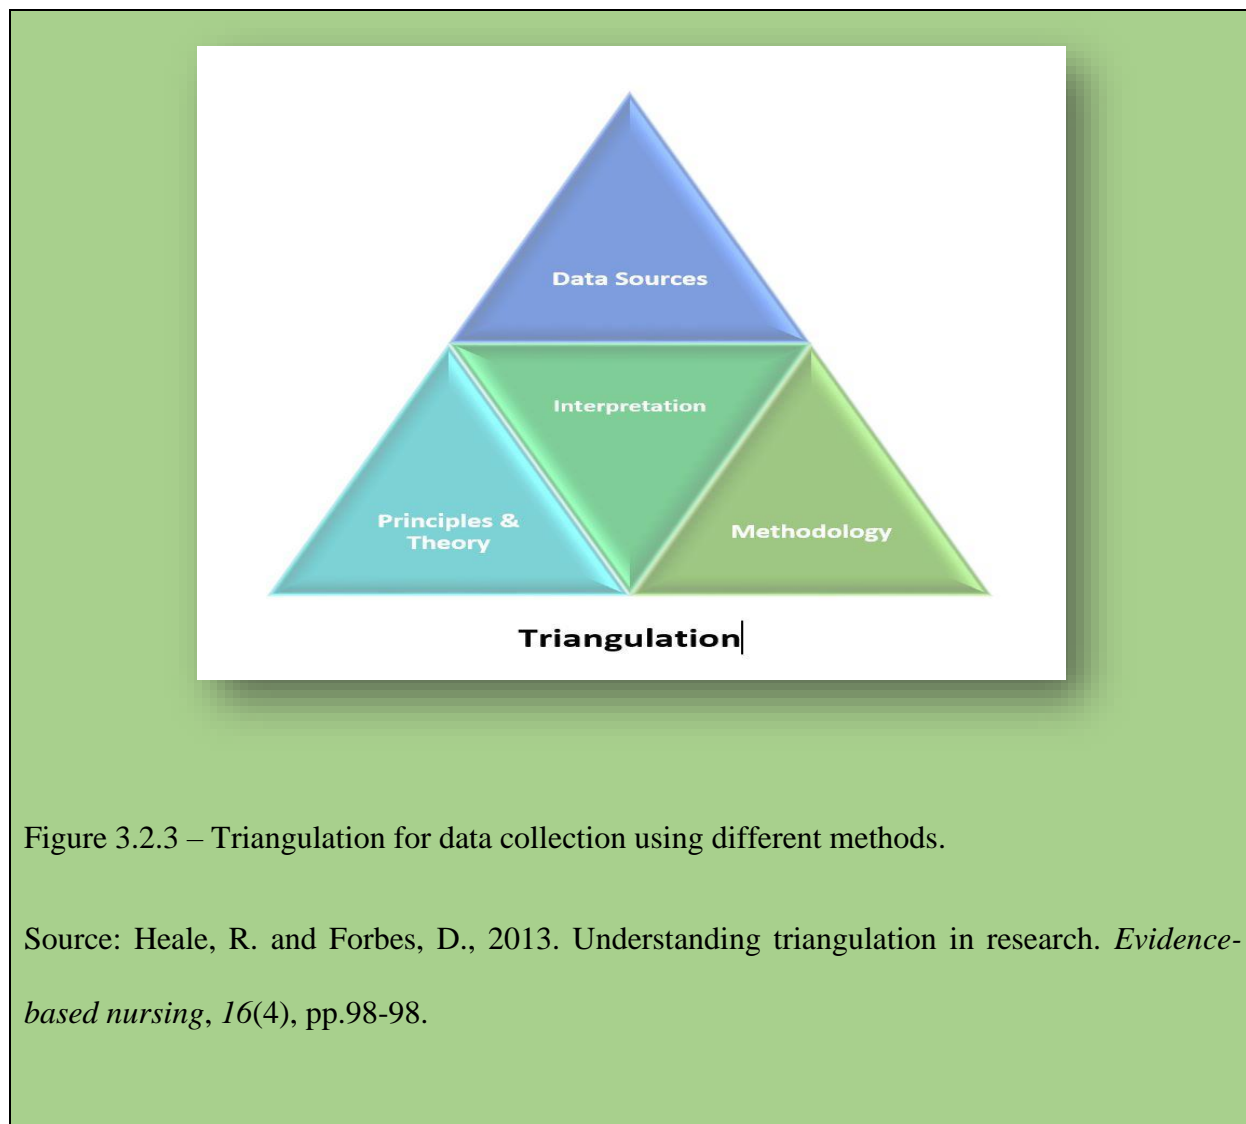 Data Sources
Interpretation
Principles &
Theory
Methodology
Triangulation
Figure 3.2.3 – Triangulation for data collection using different methods.
Source: Heale, R. and Forbes, D., 2013. Understanding triangulation in research. Evidence-
based nursing, 16(4), pp.98-98.